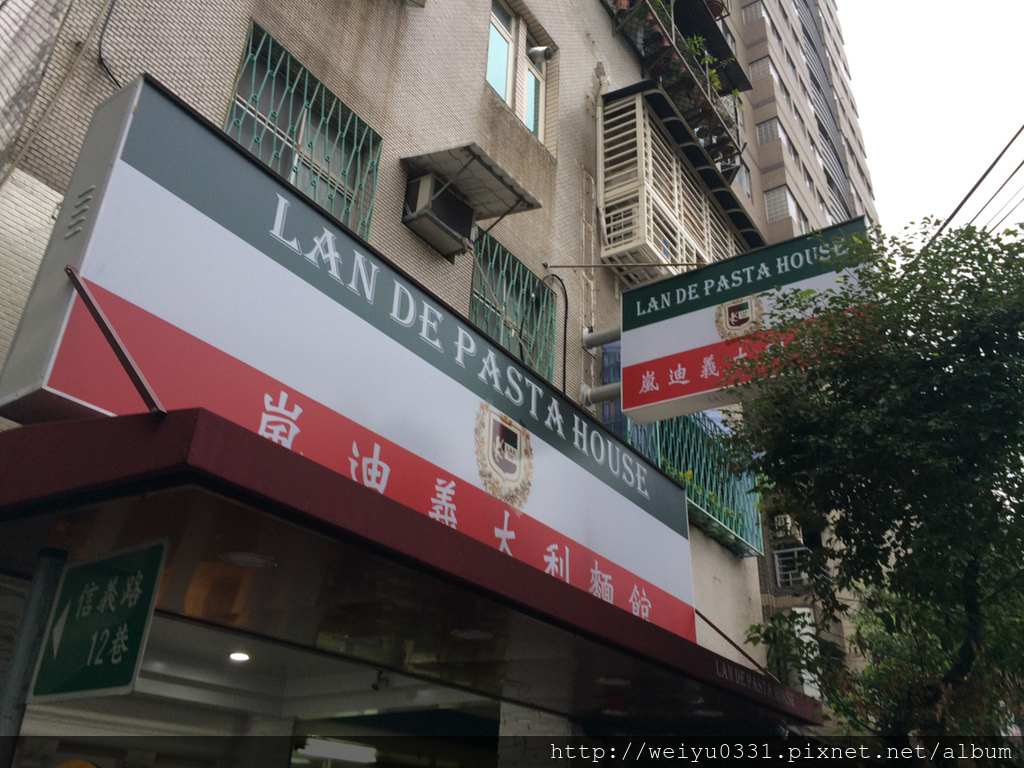 LAN DE PASTA HOUSE
嵐迪義大利麵館
LAN DE PASTA HOUSE
嵐迪義大
信義路
12巷
LAN DE PASTA HOUSE
http://weiyu0331.pixnet.net/album